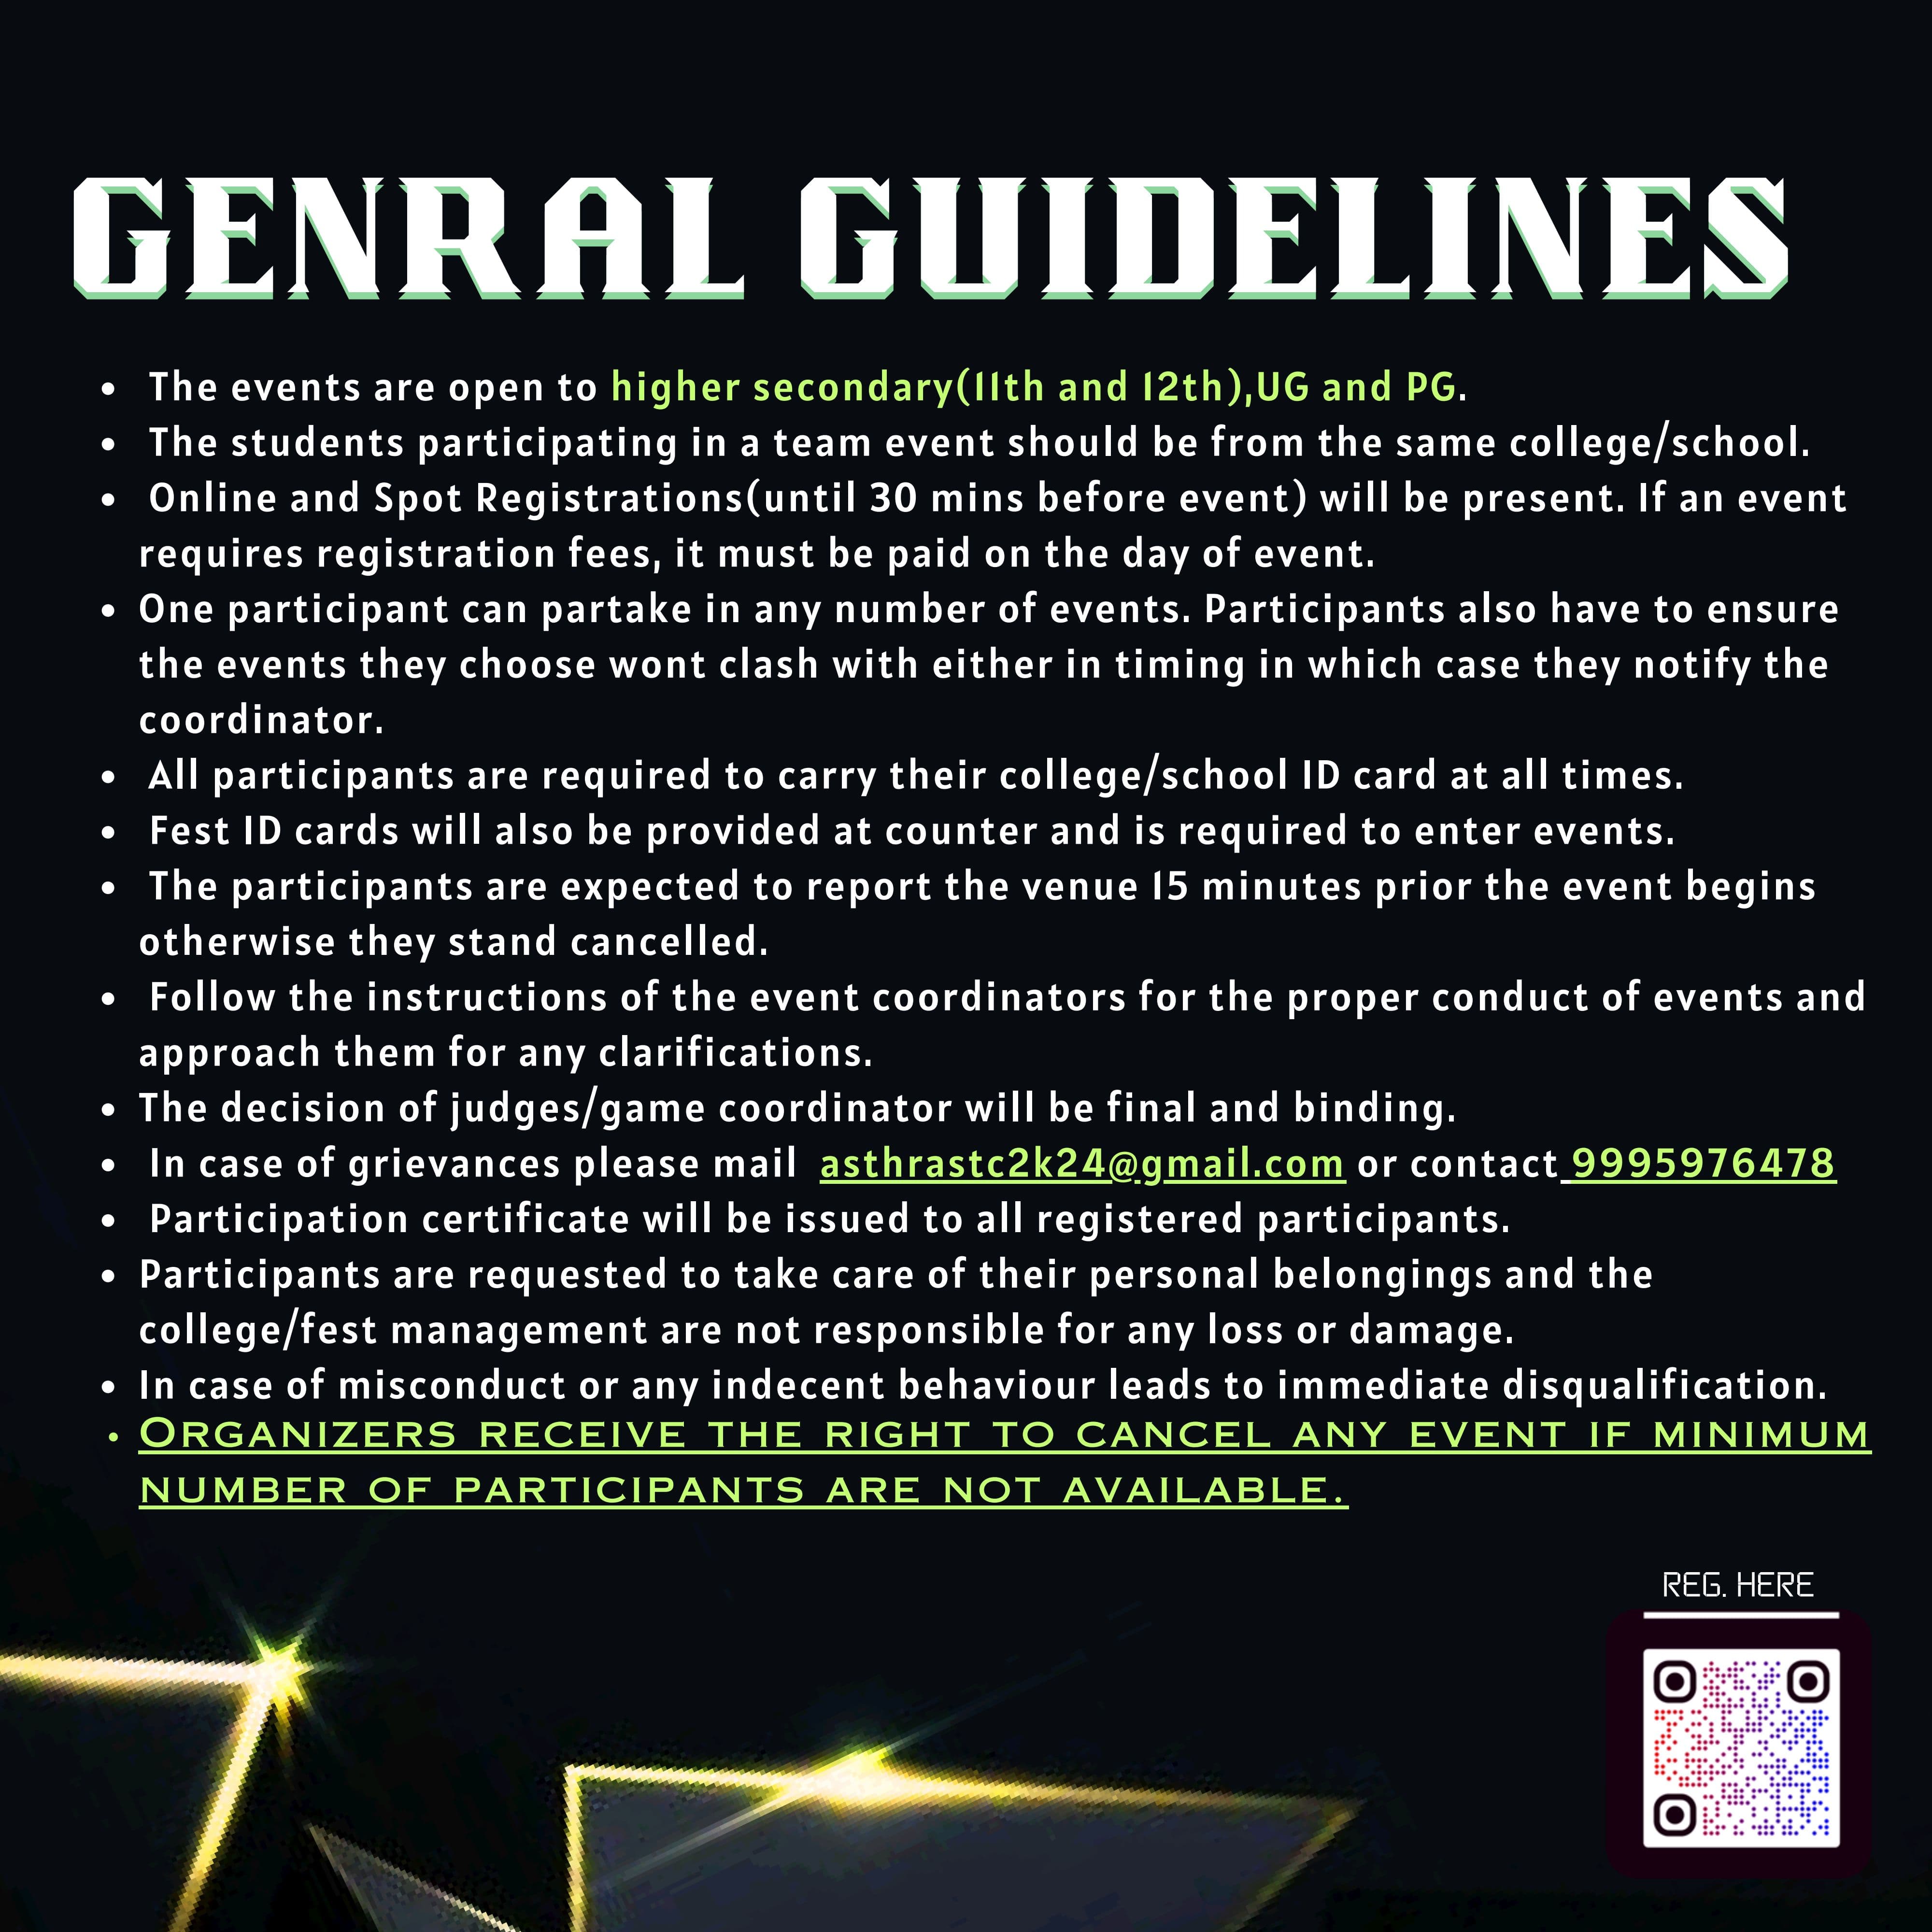 GENRAL GUIDELINES
• The events are open to higher secondary(11th and 12th),UG and PG.
• The students participating in a team event should be from the same college/school.
• Online and Spot Registrations(until 30 mins before event) will be present. If an event
requires registration fees, it must be paid on the day of event.
• One participant can partake in any number of events. Participants also have to ensure
the events they choose wont clash with either in timing in which case they notify the
coordinator.
• All participants are required to carry their college/school ID card at all times.
• Fest ID cards will also be provided at counter and is required to enter events.
• The participants are expected to report the venue 15 minutes prior the event begins
otherwise they stand cancelled.
• Follow the instructions of the event coordinators for the proper conduct of events and
approach them for any clarifications.
• The decision of judges/game coordinator will be final and binding.
• In case of grievances please mail asthrastc2k24@gmail.com or contact 9995976478
• Participation certificate will be issued to all registered participants.
• Participants are requested to take care of their personal belongings and the
college/fest management are not responsible for any loss or damage.
• In case of misconduct or any indecent behaviour leads to immediate disqualification.
• ORGANIZERS RECEIVE THE RIGHT TO CANCEL ANY EVENT IF MINIMUM
NUMBER OF PARTICIPANTS ARE NOT AVAILABLE.
REG. HERE